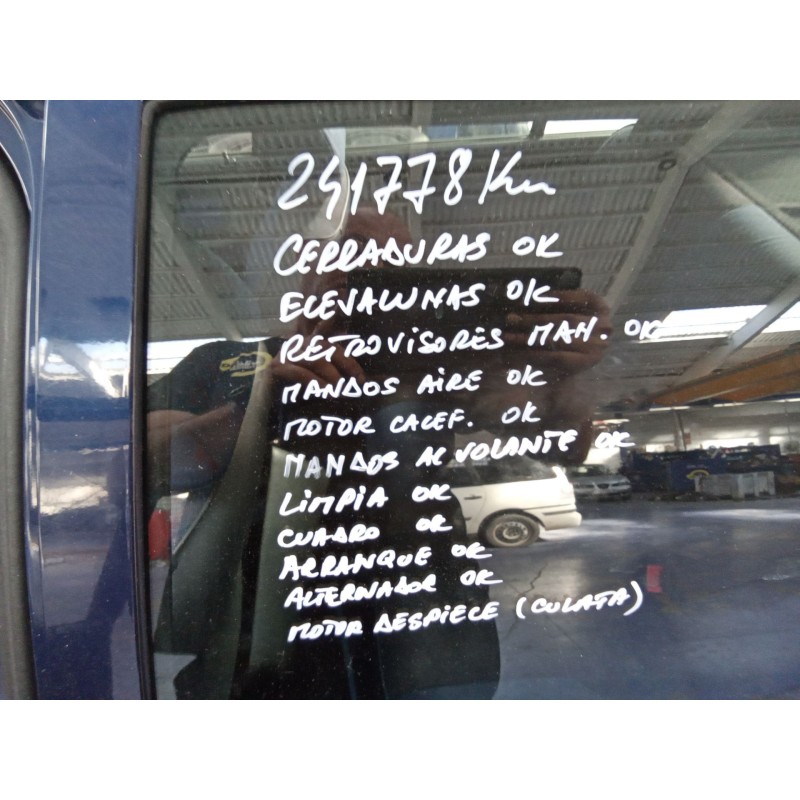 241778 Km
CERRADURAS OK
ELEVALUNAS OK
RETROVISORES MAN. OK
MANDOS AIRE OK
MOTOR CALEF. OK
MANDOS AL VOLANTE OK
LIMPIA OK
CUADRO OK
ARRANQUE OK
ALTERNADOR OK
MOTOR DESPIECE (CULATA)